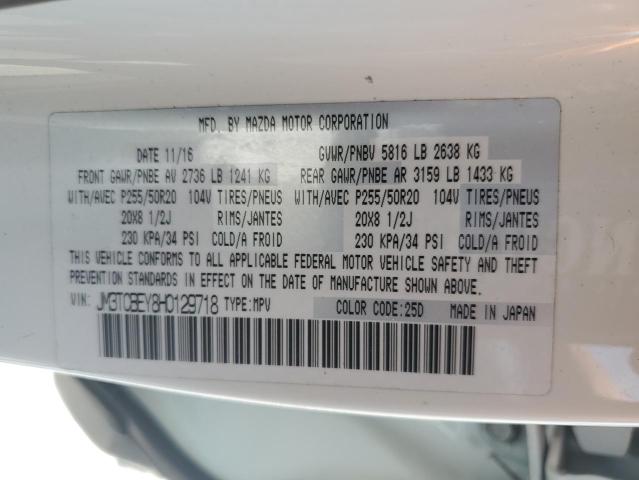 MFD. BY MAZDA MOTOR CORPORATION
DATE 11/16 GVWR/PNBV 5816 LB 2638 KG
FRONT GAWR/PNBE AV 2736 LB 1241 KG REAR GAWR/PNBE AR 3159 LB 1433 KG
WITH/AVEC P255/50R20 104V TIRES/PNEUS WITH/AVEC P255/50R20 104V TIRES/PNEUS
20X8 1/2J RIMS/JANTES 20X8 1/2J RIMS/JANTES
230 KPA/34 PSI COLD/A FROID 230 KPA/34 PSI COLD/A FROID
THIS VEHICLE CONFORMS TO ALL APPLICABLE FEDERAL MOTOR VEHICLE SAFETY AND THEFT
PREVENTION STANDARDS IN EFFECT ON THE DATE OF MANUFACTURE SHOWN ABOVE.
VIN: JM3TCBEY8H0129718 TYPE:MPV COLOR CODE:25D MADE IN JAPAN